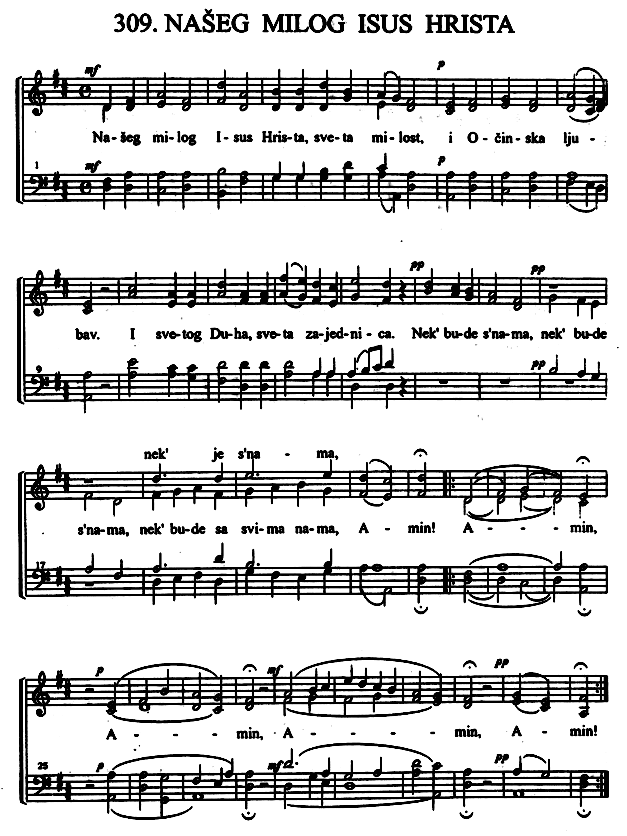 309. NAŠEG MILOG ISUS HRISTA
mf p
Na-šeg mi-log I-sus Hris-ta, sve-ta mi-lost, i O-čin-ska lju -
1 mf p
pp pp
bav. I sve-tog Du-ha, sve-ta za-jed-ni-ca. Nek' bu-de s'na-ma, nek' bu-de
9 pp
nek' je s'na - ma,
s'na-ma, nek' bu-de sa svi-ma nama, A - min! A - - - min,
17
p mf pp
A - - - min, A - - - - min, A - min!
25 p mf pp